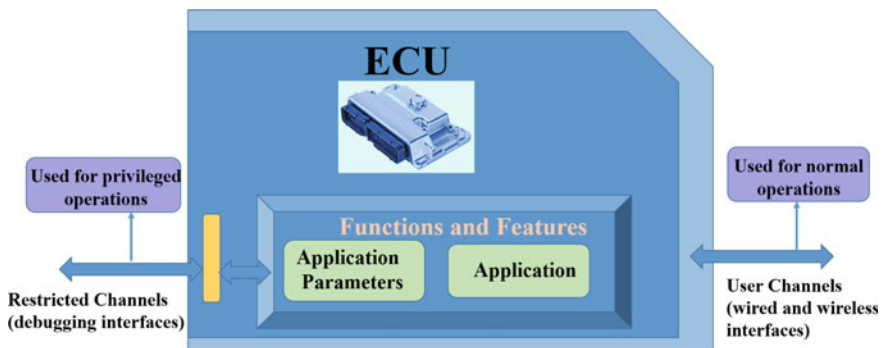 ECU
Used for privileged
operations
Used for normal
operations
Functions and Features
Application
Parameters
Application
Restricted Channels
(debugging interfaces)
User Channels
(wired and wireless
interfaces)